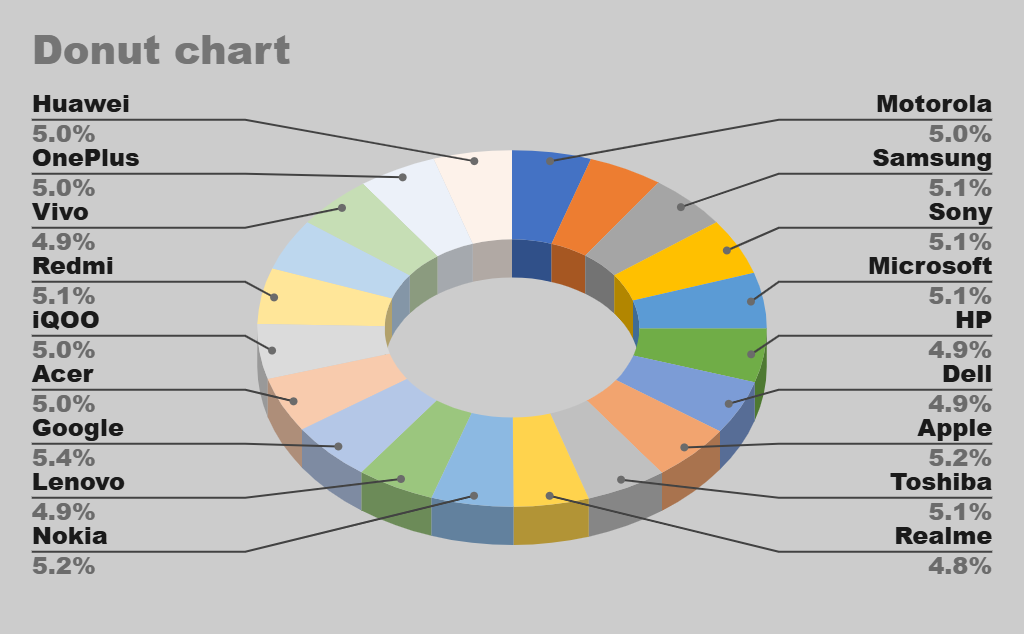 Donut chart
Huawei
5.0%
OnePlus
5.0%
Vivo
4.9%
Redmi
5.1%
iQOO
5.0%
Acer
5.0%
Google
5.4%
Lenovo
4.9%
Nokia
5.2%
Motorola
5.0%
Samsung
5.1%
Sony
5.1%
Microsoft
5.1%
HP
4.9%
Dell
4.9%
Apple
5.2%
Toshiba
5.1%
Realme
4.8%